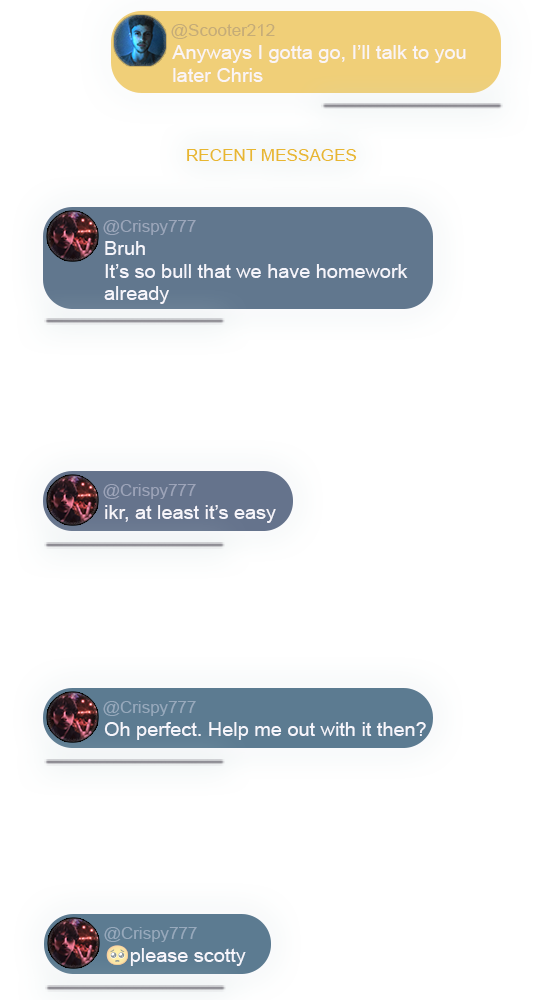 @Scooter212
Anyways I gotta go, I’ll talk to you
later Chris
RECENT MESSAGES
@Crispy777
Bruh
It’s so bull that we have homework
already
@Crispy777
ikr, at least it’s easy
@Crispy777
Oh perfect. Help me out with it then?
@Crispy777
🥺please scotty